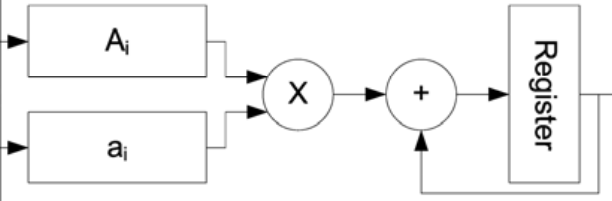 Aᵢ
X
+
Register
aᵢ